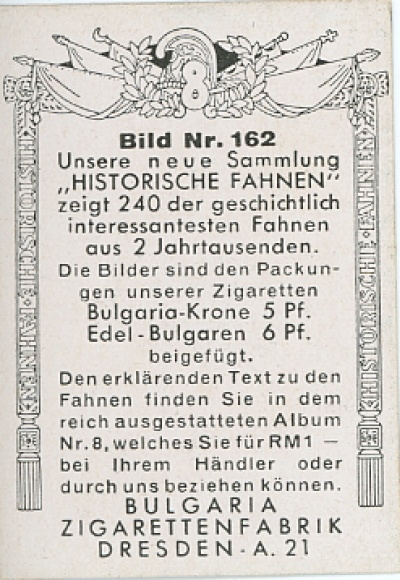 8
Bild Nr. 162
Unsere neue Sammlung
„HISTORISCHE FAHNEN"
zeigt 240 der geschichtlich
interessantesten Fahnen
aus 2 Jahrtausenden.
Die Bilder sind den Packun-
gen unserer Zigaretten
Bulgaria-Krone 5 Pf.
Edel-Bulgaren 6 Pf.
beigefügt.
Den erklärenden Text zu den
Fahnen finden Sie in dem
reich ausgestatteten Album
Nr. 8, welches Sie für RM 1 —
bei Ihrem Händler oder
durch uns beziehen können.
BULGARIA
ZIGARETTENFABRIK
DRESDEN-A. 21
HISTORISCHE·FAHNEN
HISTORISCHE·FAHNEN